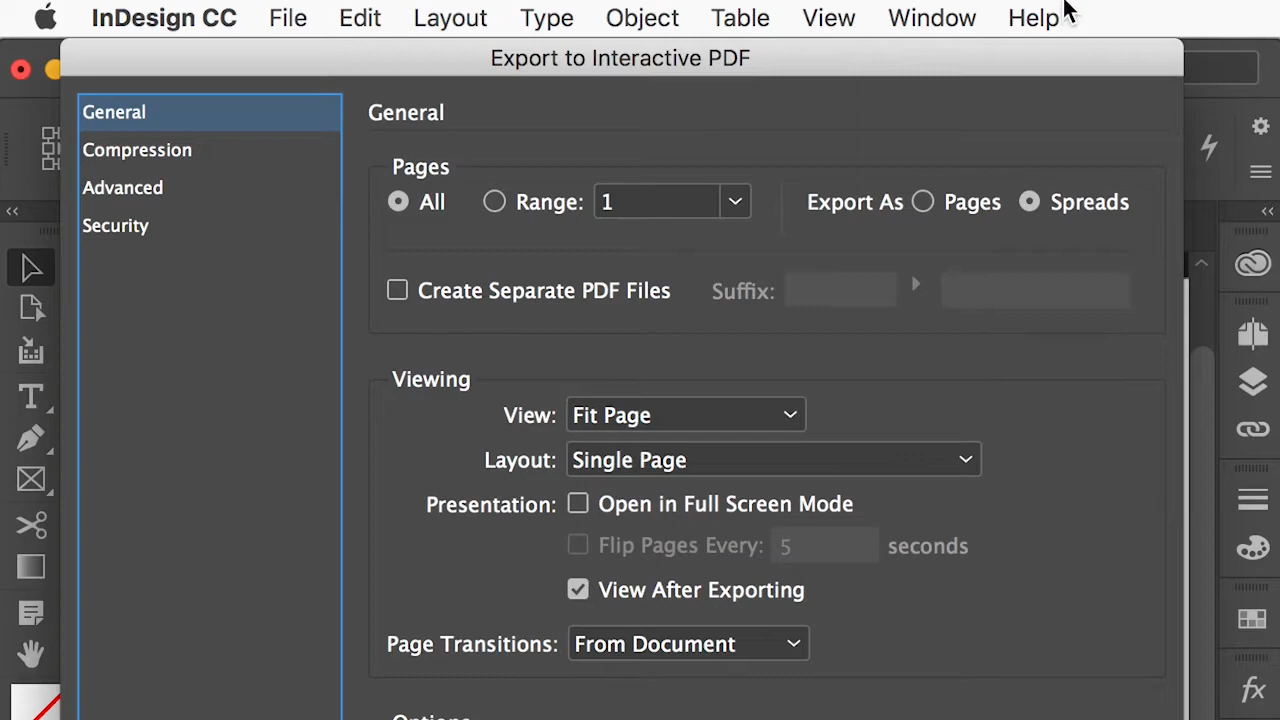 InDesign CC File Edit Layout Type Object Table View Window Help
Export to Interactive PDF
General
Compression
Advanced
Security
General
Pages
All Range: 1 Export As Pages Spreads
Create Separate PDF Files Suffix:
Viewing
View: Fit Page
Layout: Single Page
Presentation: Open in Full Screen Mode
Flip Pages Every: 5 seconds
View After Exporting
Page Transitions: From Document
Options
fx